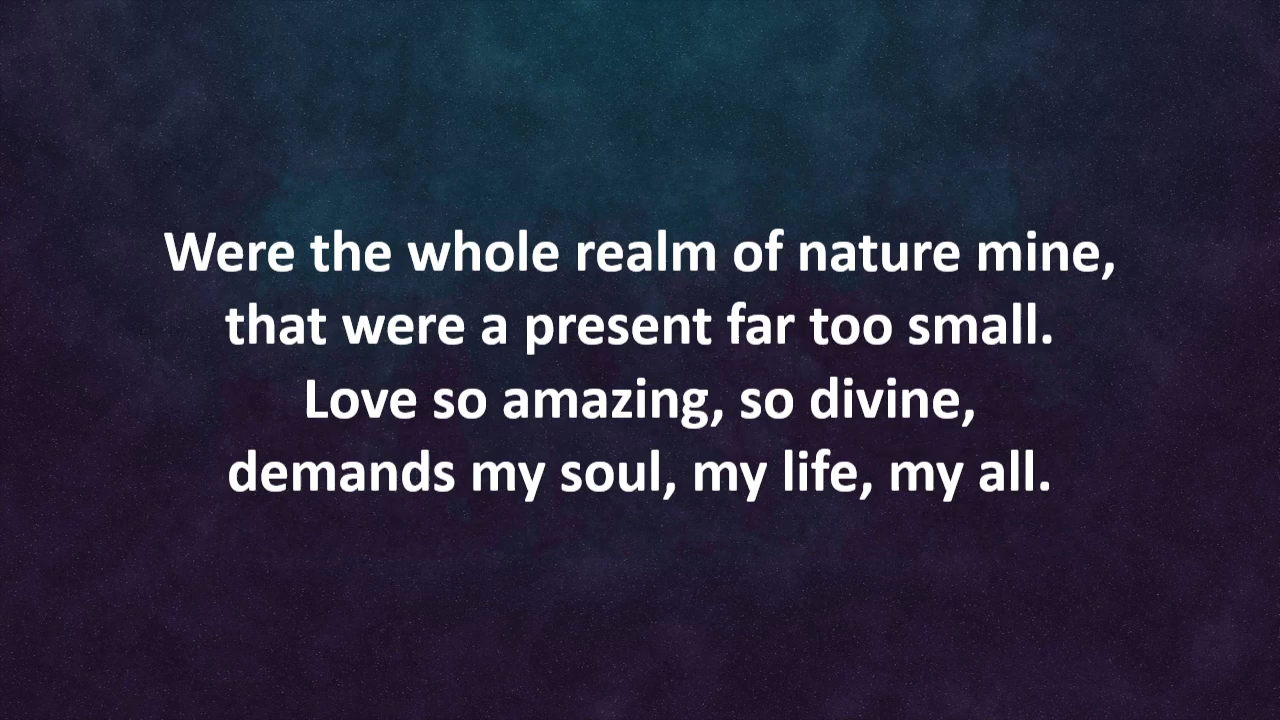 Were the whole realm of nature mine,
that were a present far too small.
Love so amazing, so divine,
demands my soul, my life, my all.